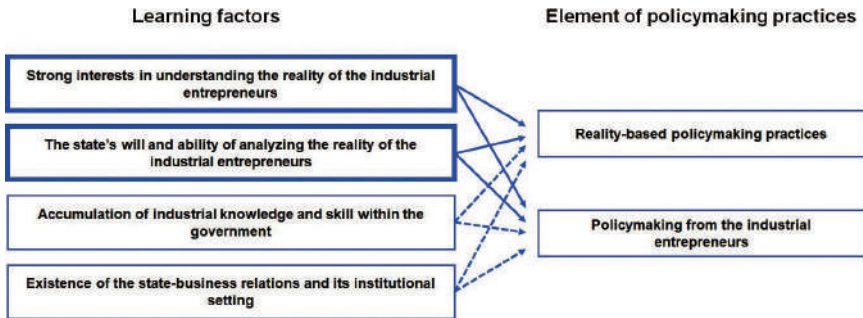 Learning factors
Element of policymaking practices
Strong interests in understanding the reality of the industrial
entrepreneurs
The state's will and ability of analyzing the reality of the
industrial entrepreneurs
Accumulation of industrial knowledge and skill within the
government
Existence of the state-business relations and its institutional
setting
Reality-based policymaking practices
Policymaking from the industrial
entrepreneurs